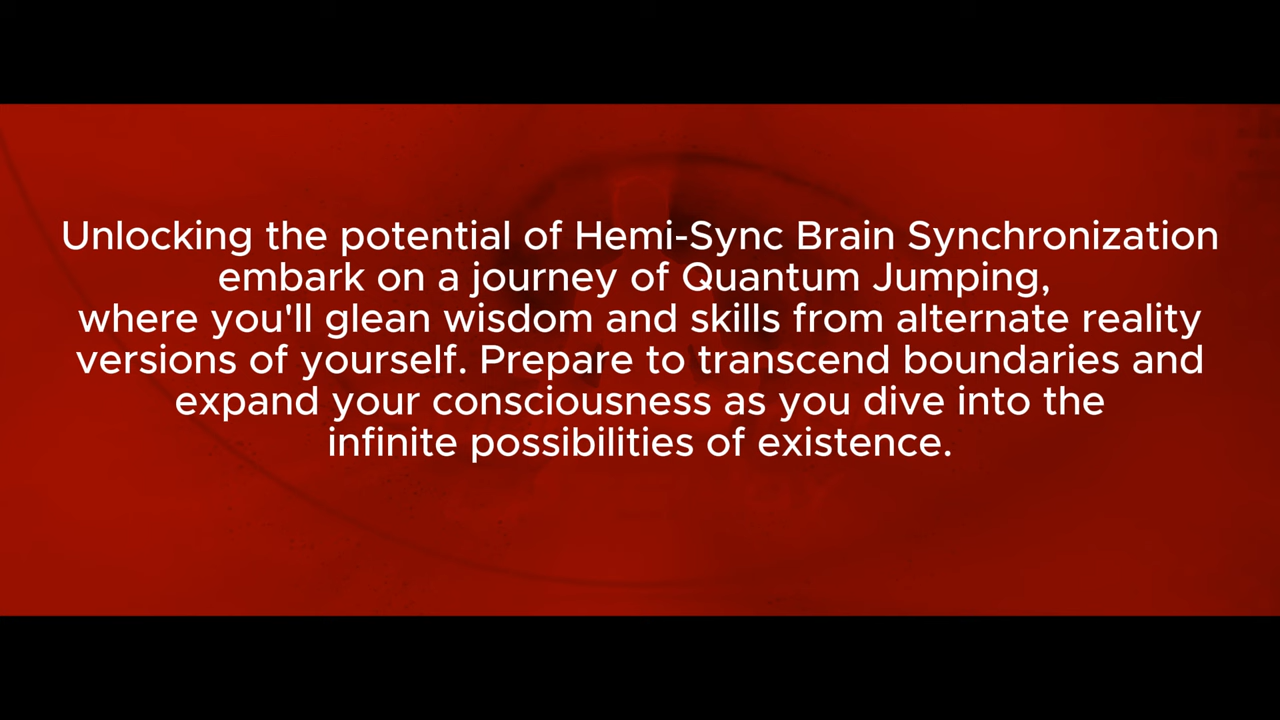 Unlocking the potential of Hemi-Sync Brain Synchronization
embark on a journey of Quantum Jumping,
where you'll glean wisdom and skills from alternate reality
versions of yourself. Prepare to transcend boundaries and
expand your consciousness as you dive into the
infinite possibilities of existence.